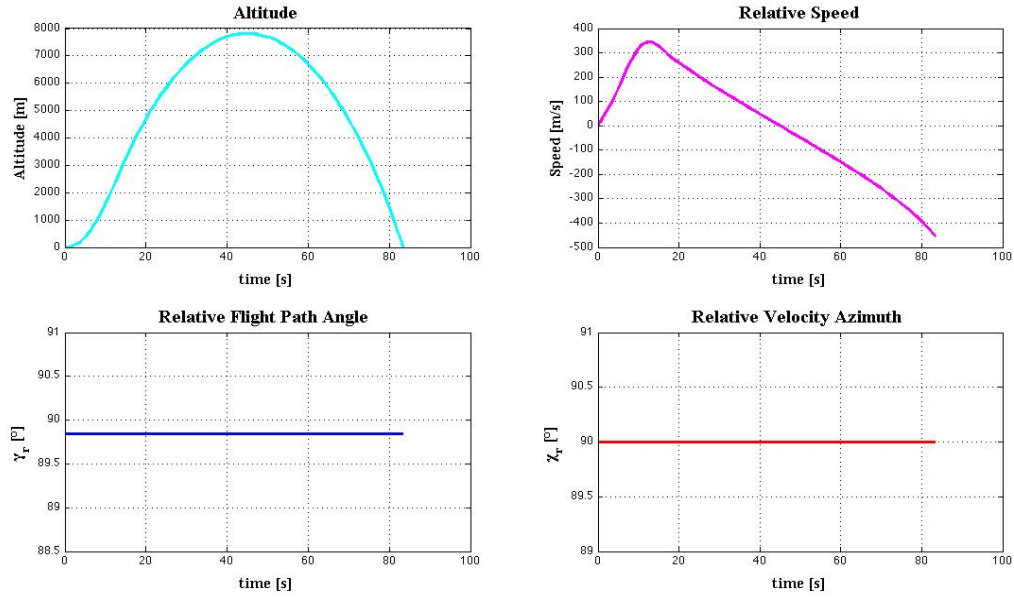 Altitude
Altitude [m]
8000
7000
6000
5000
4000
3000
2000
1000
0
0 20 40 60 80 100
time [s]
Relative Speed
Speed [m/s]
400
300
200
100
0
-100
-200
-300
-400
-500
0 20 40 60 80 100
time [s]
Relative Flight Path Angle
γr [°]
91
90.5
90
89.5
89
88.5
0 20 40 60 80 100
time [s]
Relative Velocity Azimuth
χr [°]
91
90.5
90
89.5
89
0 20 40 60 80 100
time [s]